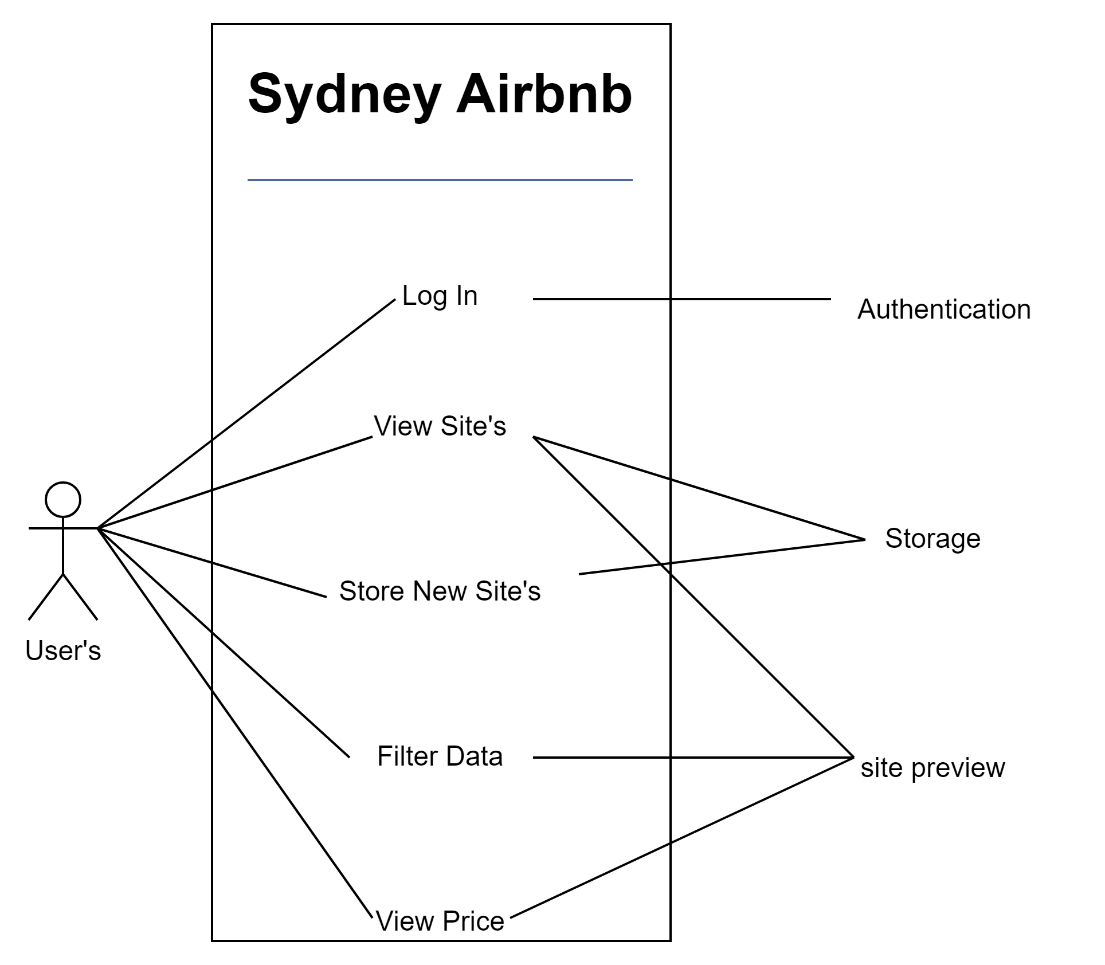 Sydney Airbnb
Log In
Authentication
View Site's
Storage
Store New Site's
User's
Filter Data
site preview
View Price